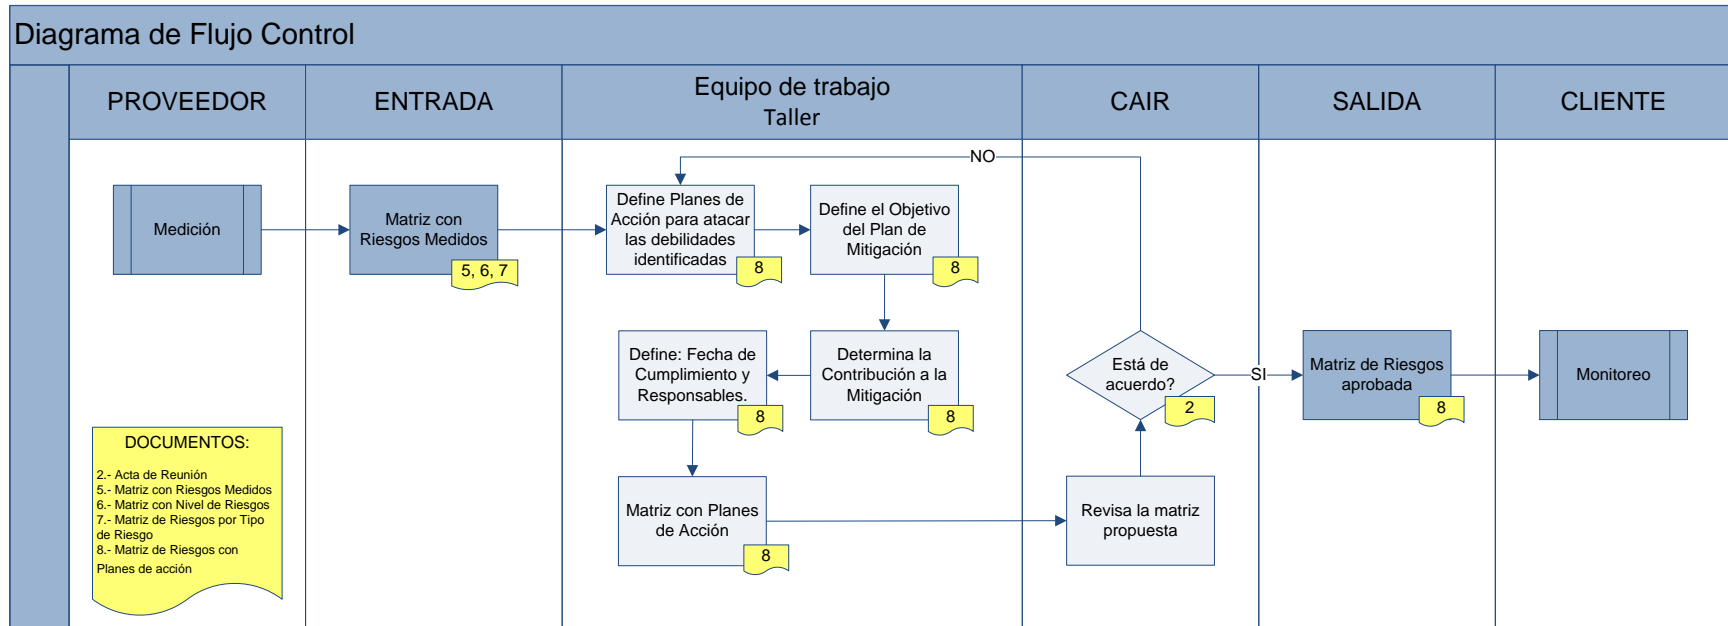 Diagrama de Flujo Control
PROVEEDOR
ENTRADA
Equipo de trabajo
Taller
CAIR
SALIDA
CLIENTE
NO
Medición
Matriz con
Riesgos Medidos
5, 6, 7
Define Planes de
Acción para atacar
las debilidades
identificadas
8
Define el Objetivo
del Plan de
Mitigación
8
Define: Fecha de
Cumplimiento y
Responsables.
8
Determina la
Contribución a la
Mitigación
8
Está de
acuerdo?
2
SI
Matriz de Riesgos
aprobada
8
Monitoreo
DOCUMENTOS:
2.- Acta de Reunión
5.- Matriz con Riesgos Medidos
6.- Matriz con Nivel de Riesgos
7.- Matriz de Riesgos por Tipo
de Riesgo
8.- Matriz de Riesgos con
Planes de acción
Matriz con Planes
de Acción
8
Revisa la matriz
propuesta